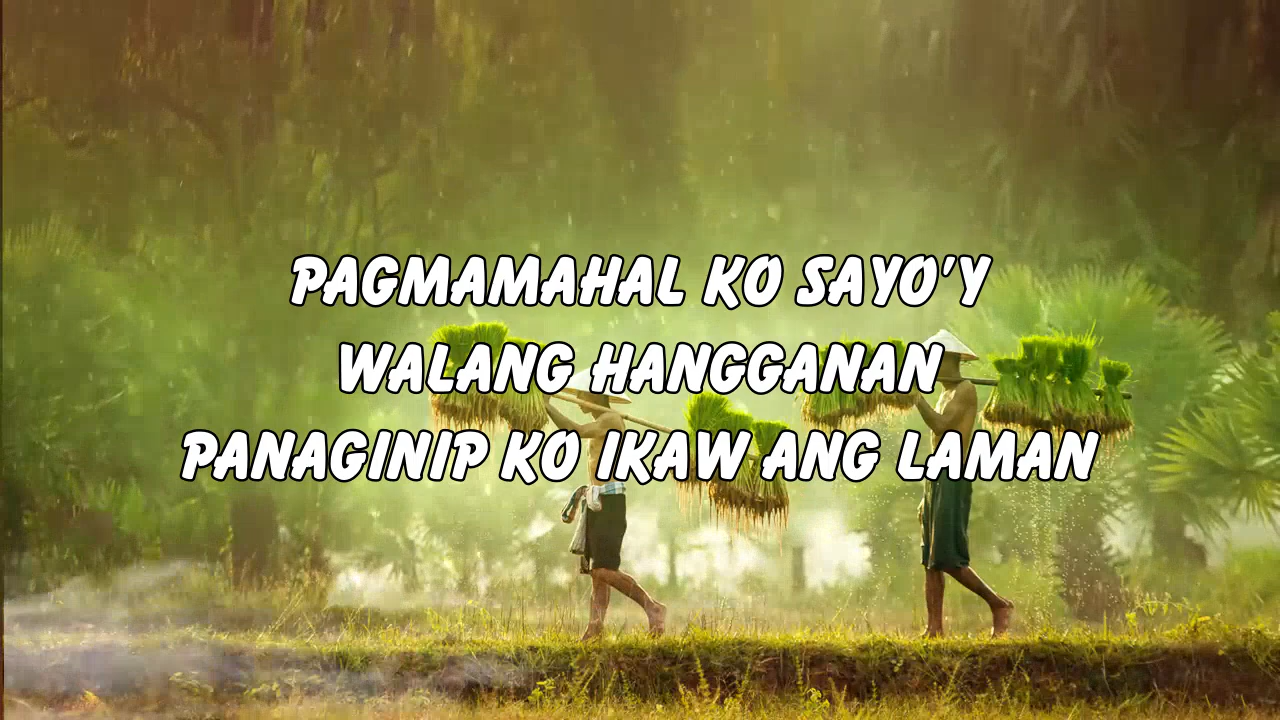 PAGMAMAHAL KO SAYO'Y
WALANG HANGGANAN
PANAGINIP KO IKAW ANG LAMAN